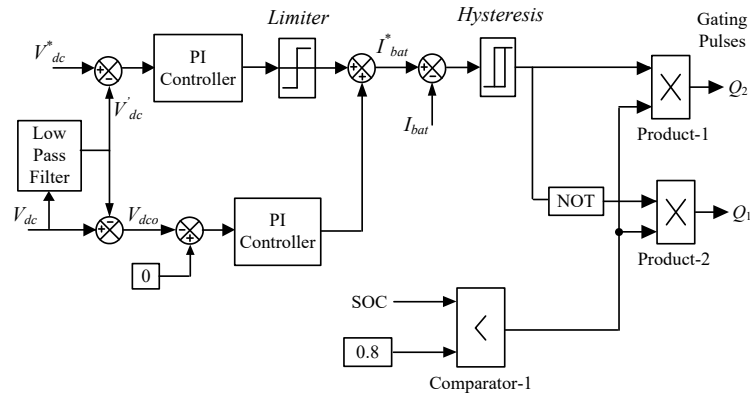 Limiter
Hysteresis
Gating
Pulses
V*dc
PI
Controller
I*bat
Q2
V'dc
Ibat
Product-1
Low
Pass
Filter
Vdc
Vdco
PI
Controller
NOT
Q1
0
Product-2
SOC
<
0.8
Comparator-1